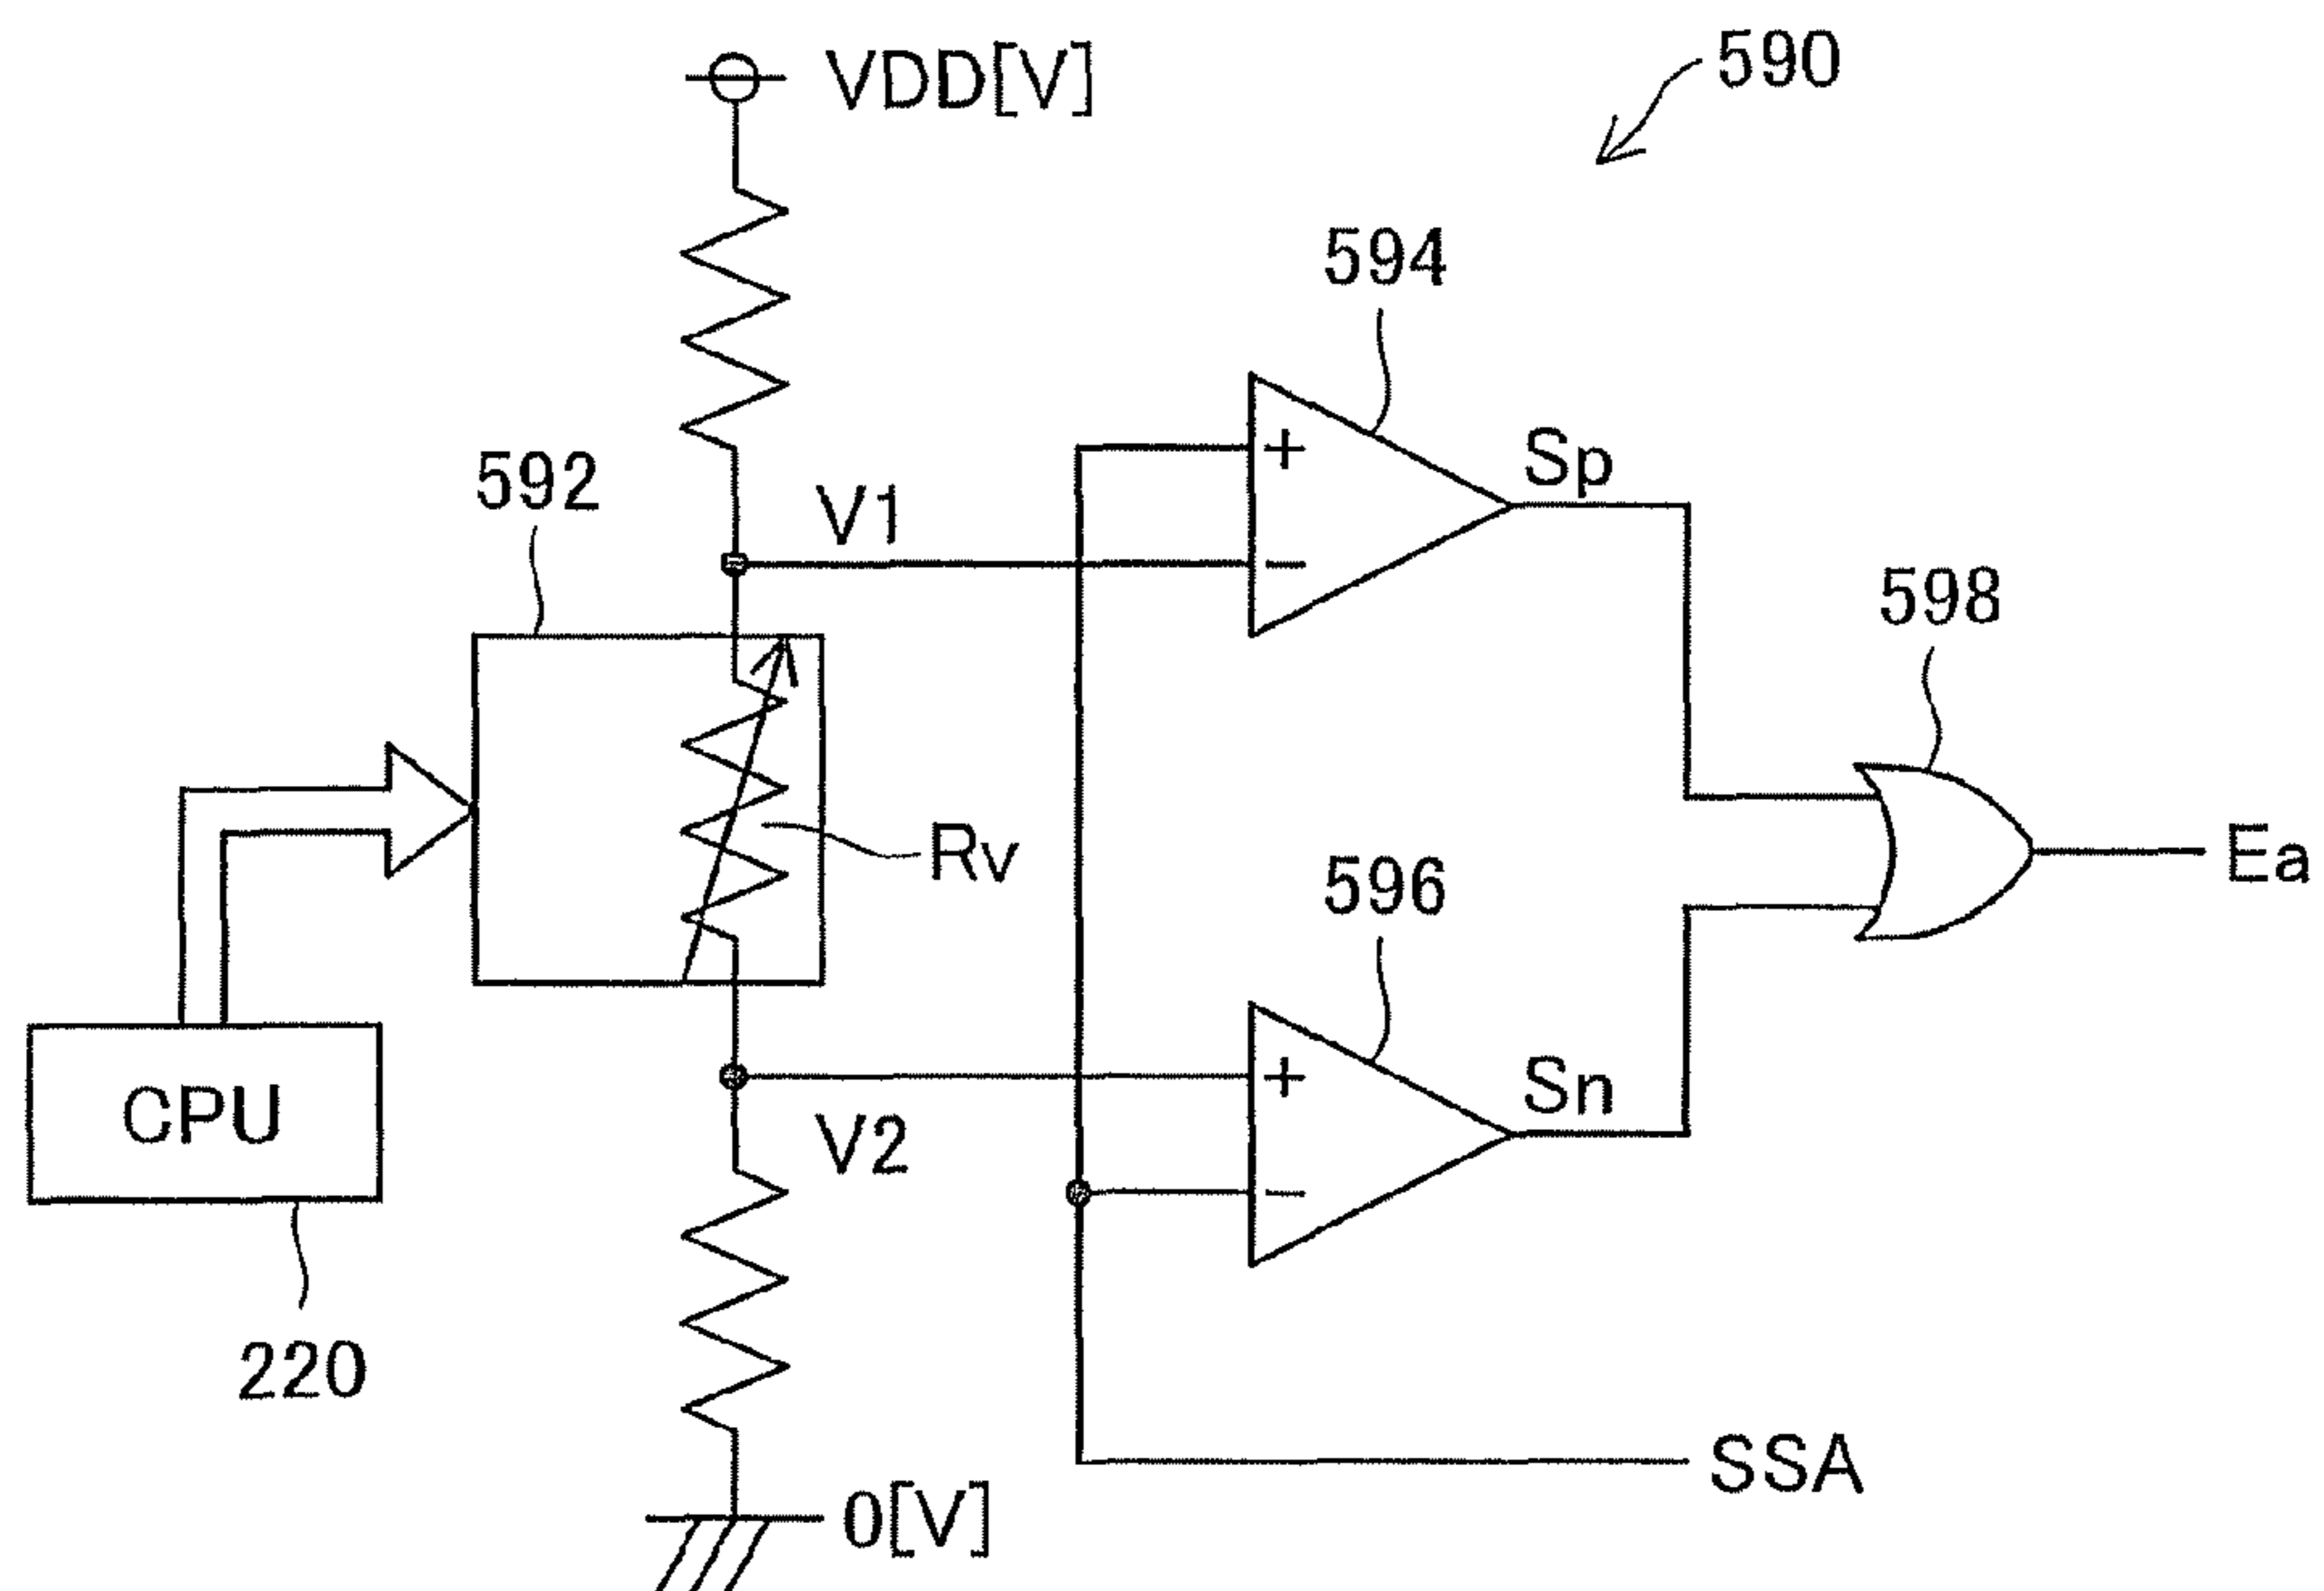 VDD[V]
590
594
592
V1
+
Sp
−
598
Rv
596
Ea
CPU
+
V2
Sn
−
220
SSA
0[V]